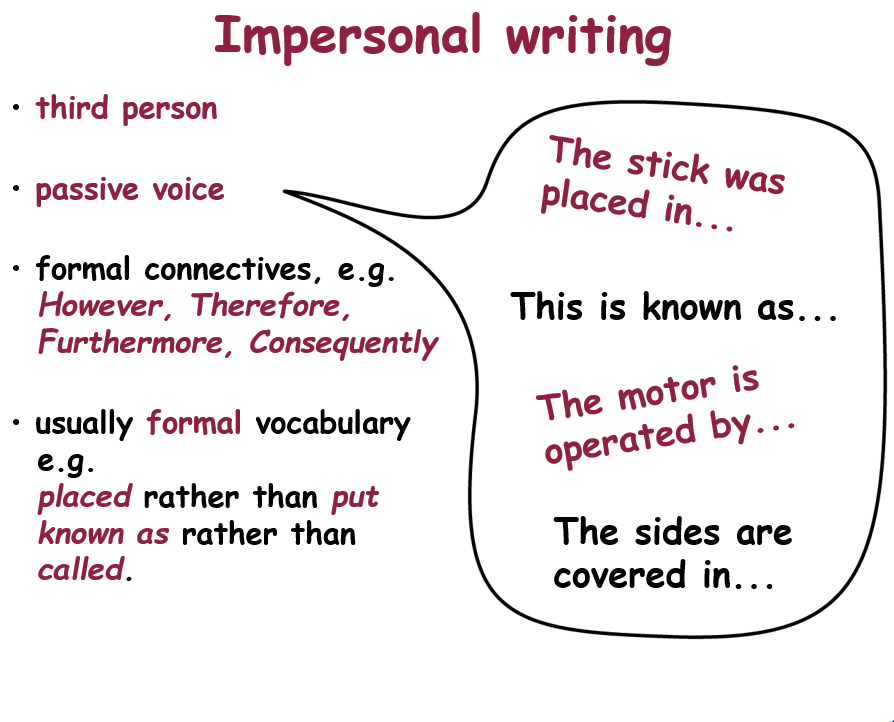 Impersonal writing
• third person
• passive voice
• formal connectives, e.g.
However, Therefore,
Furthermore, Consequently
• usually formal vocabulary
e.g.
placed rather than put
known as rather than
called.
The stick was
placed in...
This is known as...
The motor is
operated by...
The sides are
covered in...